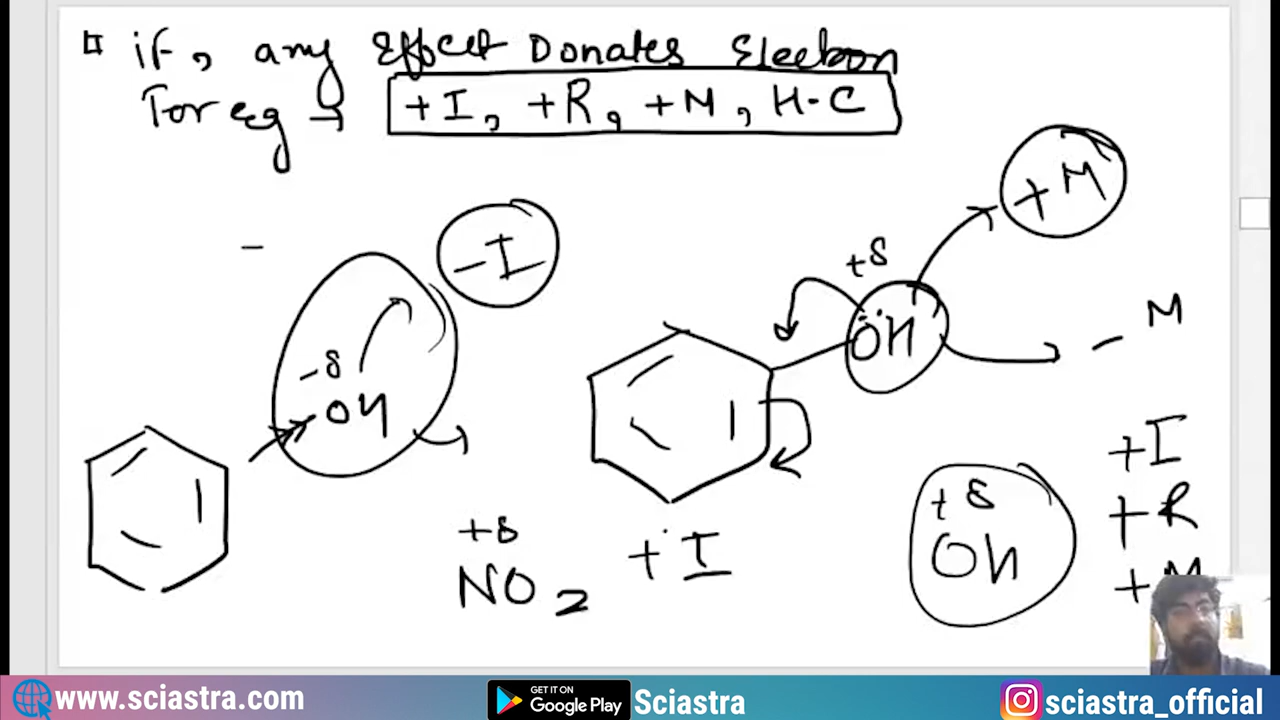 if, any Effect Donates Electron
For eg → +I, +R, +M, H·C
+M
-I
+δ
ÖH
- M
-δ
OH
+I
+δ
OH
+R
+M
+δ
NO2
+I
www.sciastra.com
GET IT ON
Google Play
Sciastra
sciastra_official